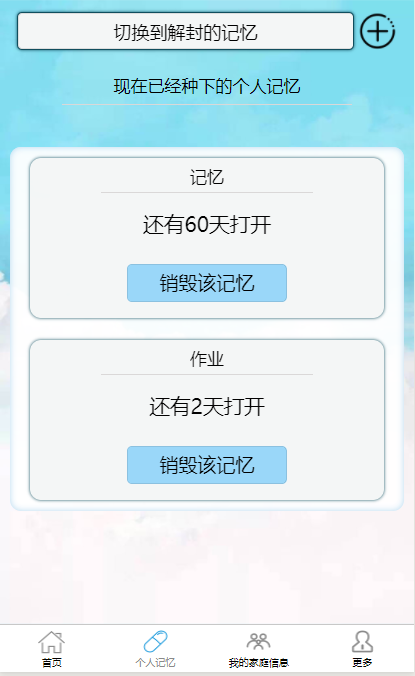 切换到解封的记忆
现在已经种下的个人记忆
记忆
还有60天打开
销毁该记忆
作业
还有2天打开
销毁该记忆
首页
个人记忆
我的家庭信息
更多